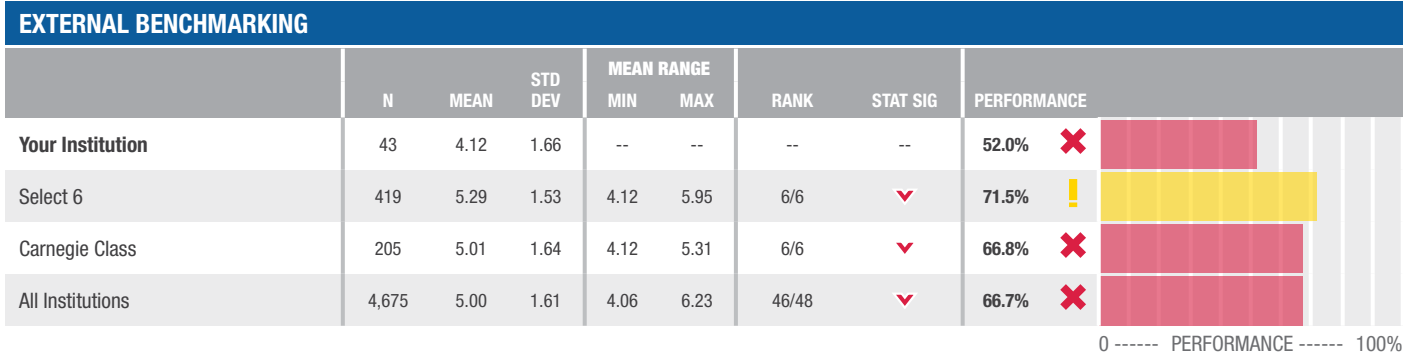 EXTERNAL BENCHMARKING
N MEAN STD DEV MEAN RANGE MIN MAX RANK STAT SIG PERFORMANCE
Your Institution 43 4.12 1.66 -- -- -- -- 52.0%
Select 6 419 5.29 1.53 4.12 5.95 6/6 71.5%
Carnegie Class 205 5.01 1.64 4.12 5.31 6/6 66.8%
All Institutions 4,675 5.00 1.61 4.06 6.23 46/48 66.7%
0 ------ PERFORMANCE ------ 100%